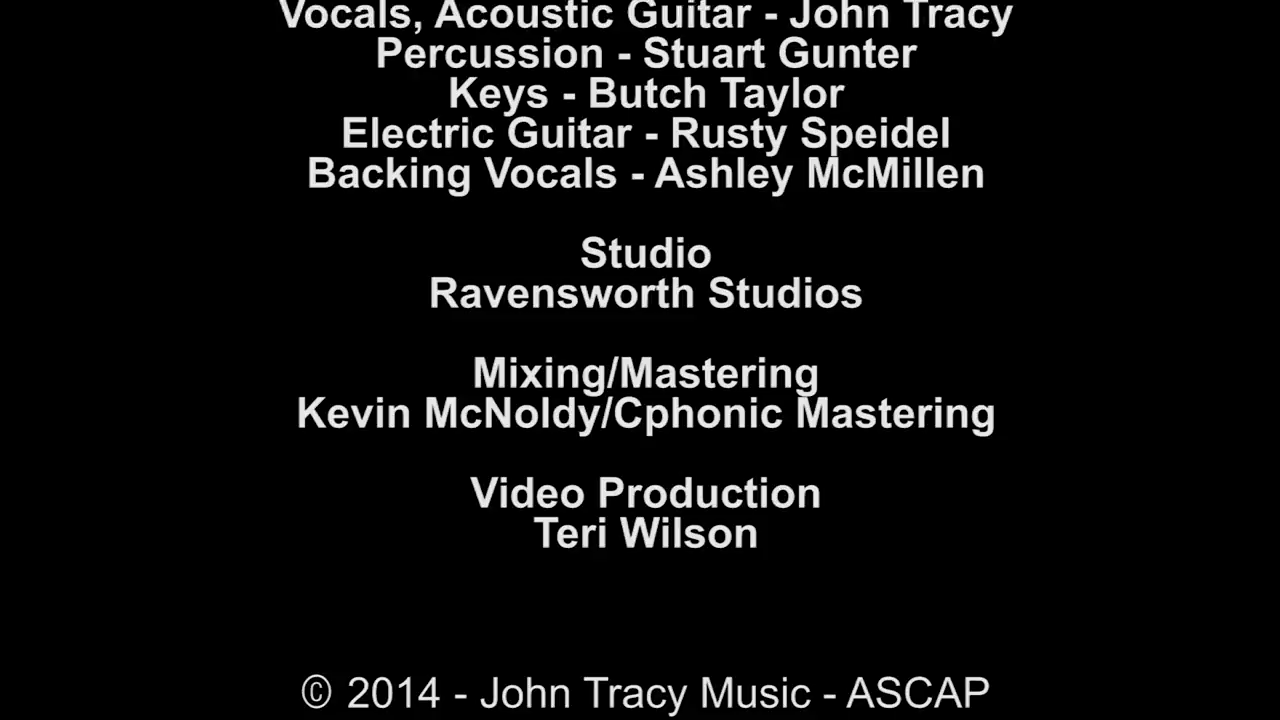 Vocals, Acoustic Guitar - John Tracy
Percussion - Stuart Gunter
Keys - Butch Taylor
Electric Guitar - Rusty Speidel
Backing Vocals - Ashley McMillen
Studio
Ravensworth Studios
Mixing/Mastering
Kevin McNoldy/Cphonic Mastering
Video Production
Teri Wilson
© 2014 - John Tracy Music - ASCAP